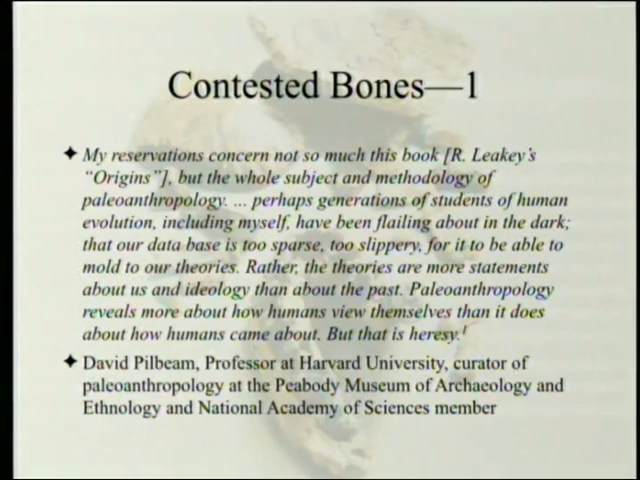 Contested Bones—1
✦ My reservations concern not so much this book [R. Leakey's
"Origins"], but the whole subject and methodology of
paleoanthropology. ... perhaps generations of students of human
evolution, including myself, have been flailing about in the dark;
that our data base is too sparse, too slippery, for it to be able to
mold to our theories. Rather, the theories are more statements
about us and ideology than about the past. Paleoanthropology
reveals more about how humans view themselves than it does
about how humans came about. But that is heresy.¹
✦ David Pilbeam, Professor at Harvard University, curator of
paleoanthropology at the Peabody Museum of Archaeology and
Ethnology and National Academy of Sciences member